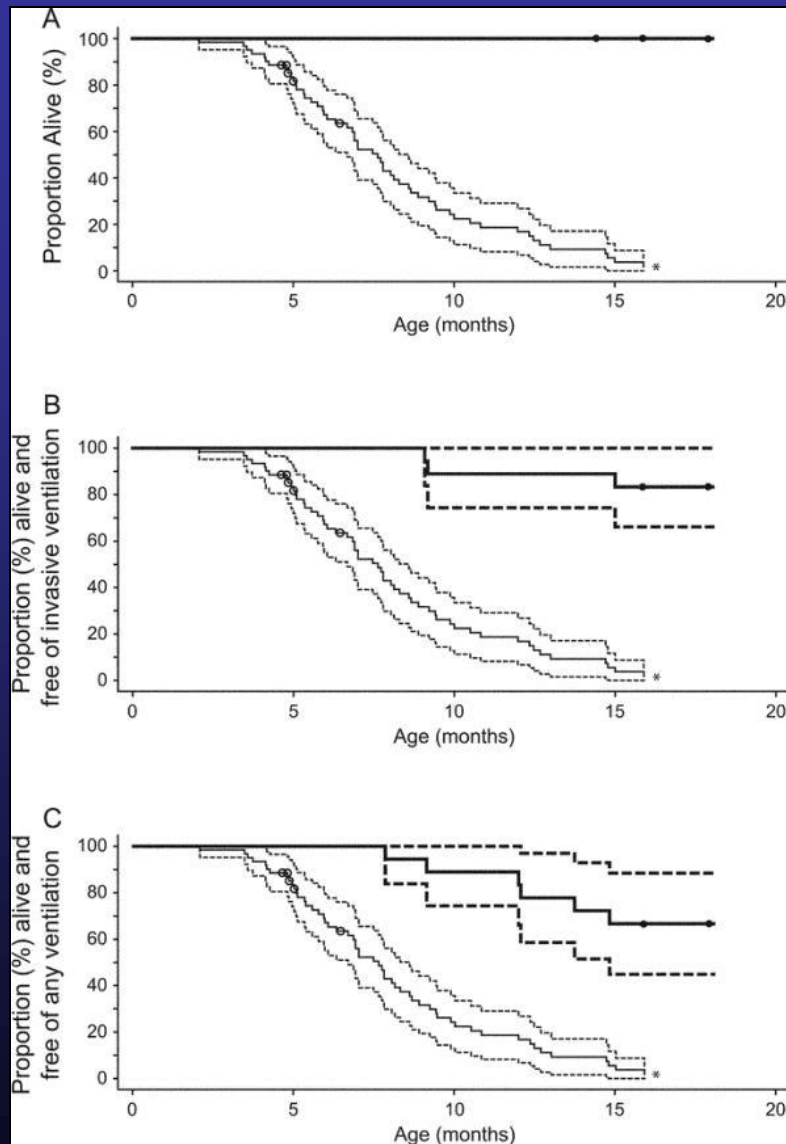 A
Proportion Alive (%)
100
80
60
40
20
0
*
0 5 10 15 20
Age (months)
B
Proportion (%) alive and
free of invasive ventilation
100
80
60
40
20
0
*
0 5 10 15 20
Age (months)
C
Proportion (%) alive and
free of any ventilation
100
80
60
40
20
0
*
0 5 10 15 20
Age (months)